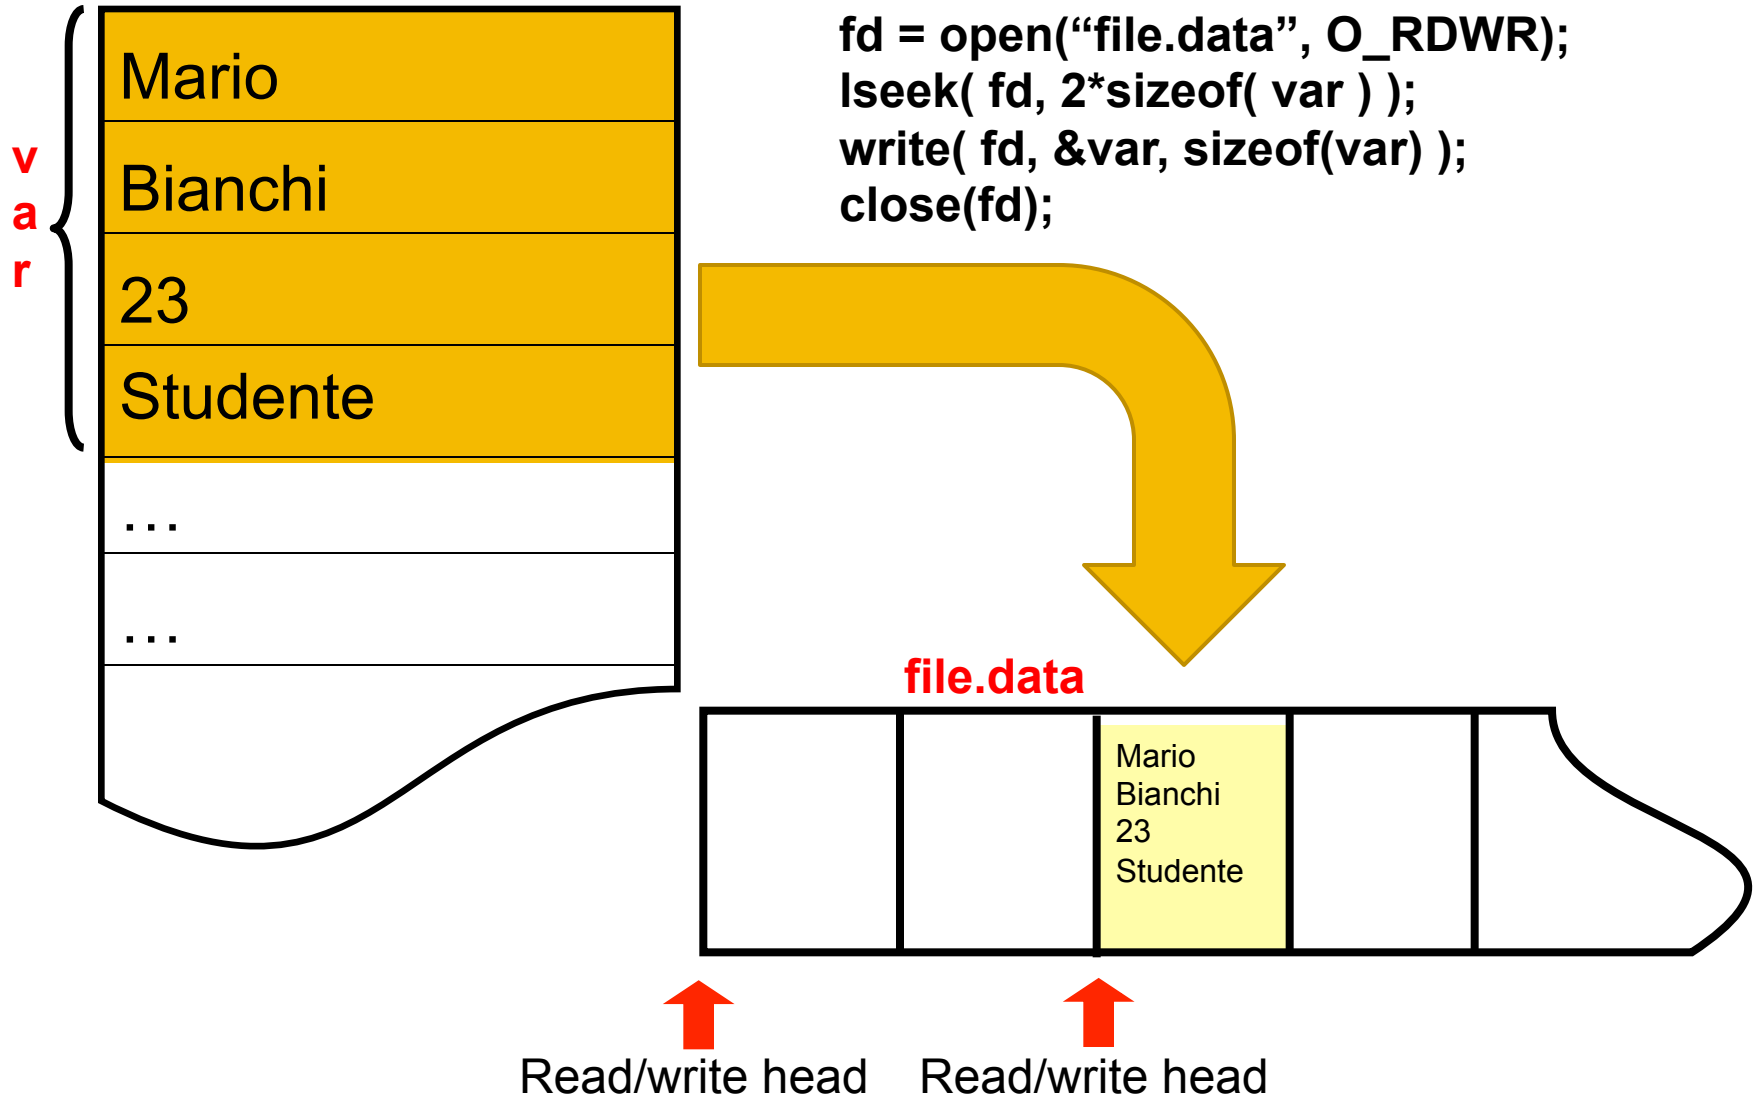 fd = open(“file.data”, O_RDWR);
lseek( fd, 2*sizeof( var ) );
write( fd, &var, sizeof(var) );
close(fd);
v
a
r
Mario
Bianchi
23
Studente
…
…
file.data
Mario
Bianchi
23
Studente
Read/write head
Read/write head